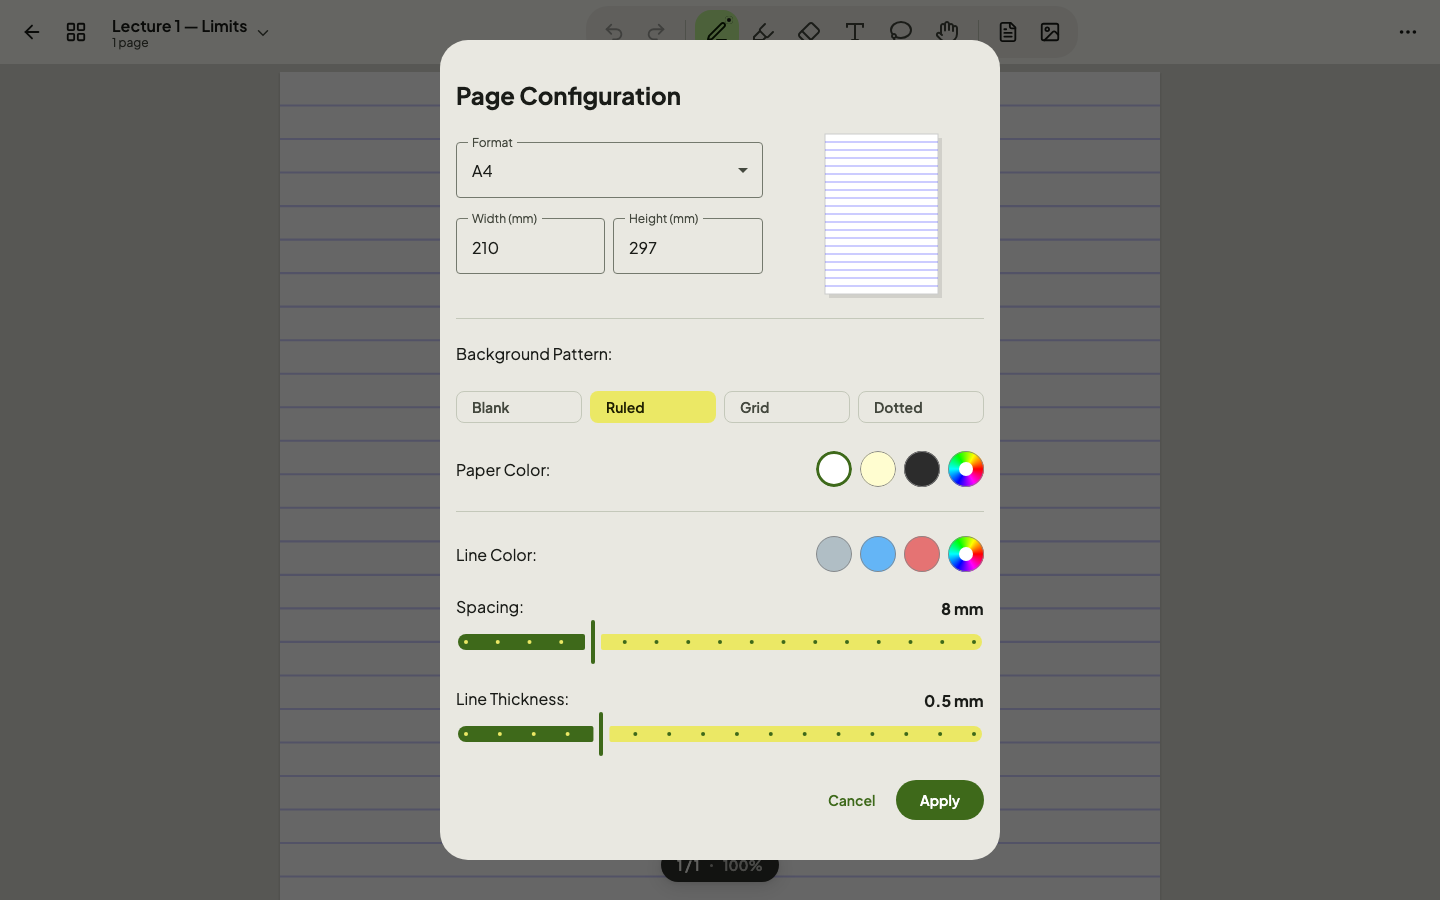 Lecture 1 — Limits
1 page
Page Configuration
Format
A4
Width (mm)
210
Height (mm)
297
Background Pattern:
Blank
Ruled
Grid
Dotted
Paper Color:
Line Color:
Spacing:
8 mm
Line Thickness:
0.5 mm
Cancel
Apply
1/1 · 100%